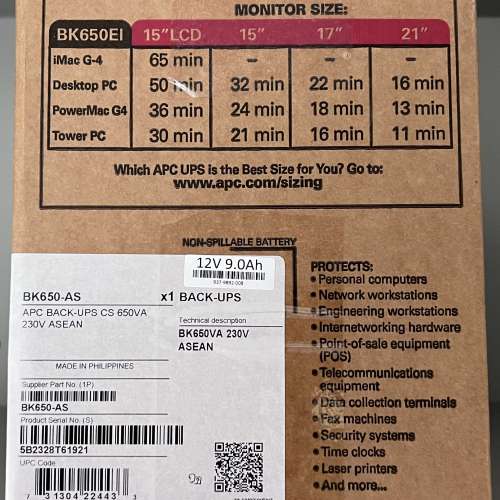 MONITOR SIZE:
BK650EI 15" LCD 15" 17" 21"
iMac G-4 65 min - - -
Desktop PC 50 min 32 min 22 min 16 min
PowerMac G4 36 min 24 min 18 min 13 min
Tower PC 30 min 21 min 16 min 11 min
Which APC UPS is the Best Size for You? Go to:
www.apc.com/sizing
NON-SPILLABLE BATTERY
12V 9.0Ah
BK650-AS x1 BACK-UPS
APC BACK-UPS CS 650VA
230V ASEAN
Technical description
BK650VA 230V
ASEAN
MADE IN PHILIPPINES
Supplier Part No. (1P)
BK650-AS
Product Serial No. (S)
5B2328T61921
UPC Code
7 31304 22443 3
PROTECTS:
• Personal computers
• Network workstations
• Engineering workstations
• Internetworking hardware
• Point-of-sale equipment
(POS)
• Telecommunications
equipment
• Data collection terminals
• Fax machines
• Security systems
• Time clocks
• Laser printers
• And more...